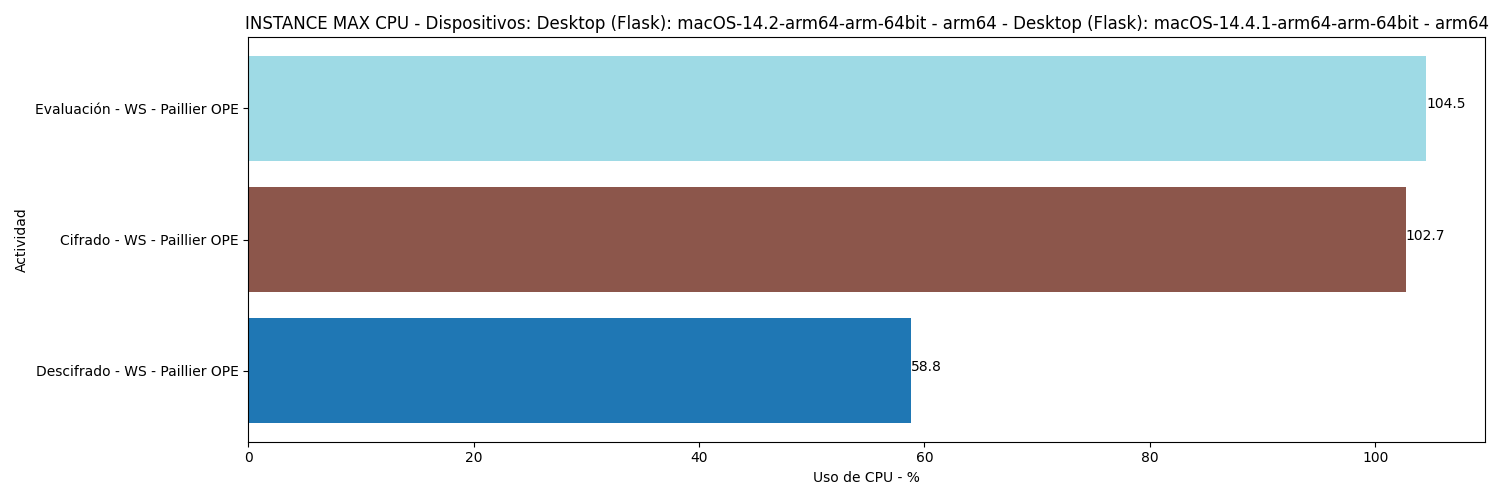 INSTANCE MAX CPU - Dispositivos: Desktop (Flask): macOS-14.2-arm64-arm-64bit - arm64 - Desktop (Flask): macOS-14.4.1-arm64-arm-64bit - arm64
Evaluación - WS - Paillier OPE
104.5
Cifrado - WS - Paillier OPE
102.7
Descifrado - WS - Paillier OPE
58.8
Actividad
0 20 40 60 80 100
Uso de CPU - %